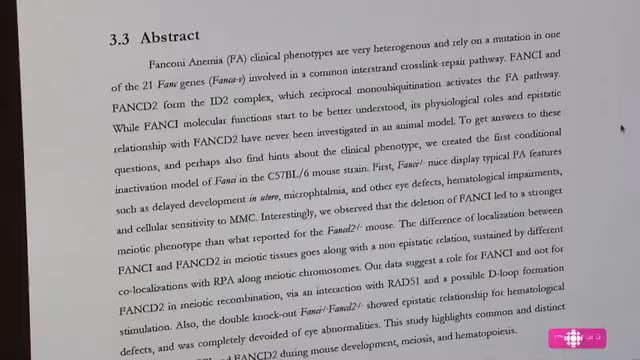 3.3 Abstract
Fanconi Anemia (FA) clinical phenotypes are very heterogenous and rely on a mutation in one
of the 21 Fanc genes (Fanca-v) involved in a common interstrand crosslink-repair pathway. FANCI and
FANCD2 form the ID2 complex, which reciprocal monoubiquitination activates the FA pathway.
While FANCI molecular functions start to be better understood, its physiological roles and epistatic
relationship with FANCD2 have never been investigated in an animal model. To get answers to these
questions, and perhaps also find hints about the clinical phenotype, we created the first conditional
inactivation model of Fanci in the C57BL/6 mouse strain. First, Fanci-/- mice display typical FA features
such as delayed development in utero, microphtalmia, and other eye defects, hematological impairments,
and cellular sensitivity to MMC. Interestingly, we observed that the deletion of FANCI led to a stronger
meiotic phenotype than what reported for the Fancd2-/- mouse. The difference of localization between
FANCI and FANCD2 in meiotic tissues goes along with a non-epistatic relation, sustained by different
co-localizations with RPA along meiotic chromosomes. Our data suggest a role for FANCI and not for
FANCD2 in meiotic recombination, via an interaction with RAD51 and a possible D-loop formation
stimulation. Also, the double knock-out Fanci-/-Fancd2-/- showed epistatic relationship for hematological
defects, and was completely devoided of eye abnormalities. This study highlights common and distinct
and FANCD2 during mouse development, meiosis, and hematopoiesis.